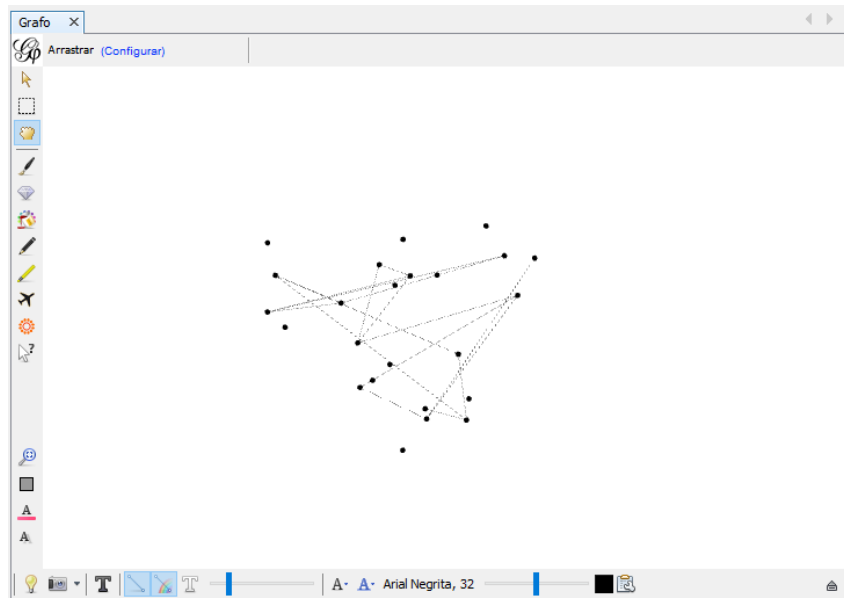 Grafo
Arrastrar (Configurar)
?
A
A
T T A- A- Arial Negrita, 32